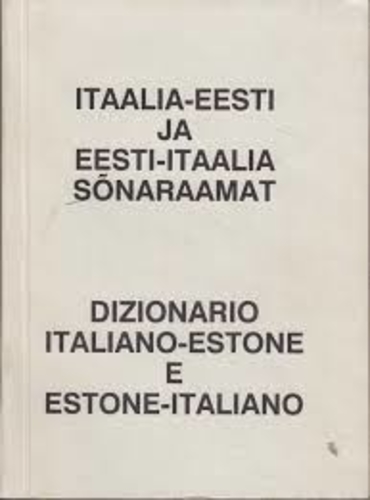 ITAALIA-EESTI
JA
EESTI-ITAALIA
SÕNARAAMAT
DIZIONARIO
ITALIANO-ESTONE
E
ESTONE-ITALIANO